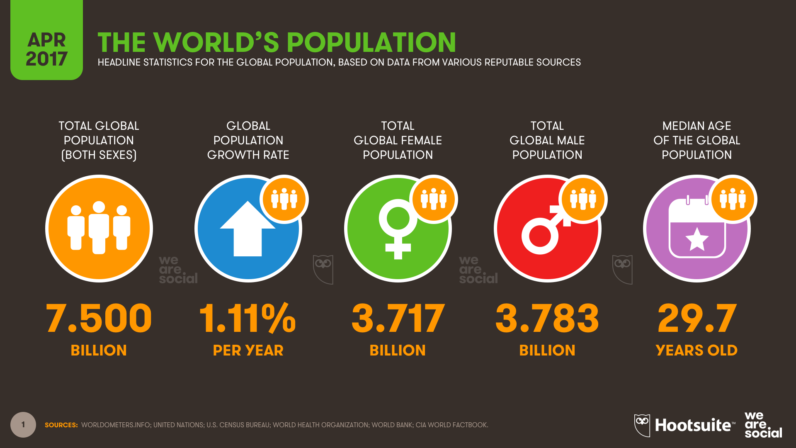 APR
2017
THE WORLD'S POPULATION
HEADLINE STATISTICS FOR THE GLOBAL POPULATION, BASED ON DATA FROM VARIOUS REPUTABLE SOURCES
TOTAL GLOBAL
POPULATION
(BOTH SEXES)
GLOBAL
POPULATION
GROWTH RATE
TOTAL
GLOBAL FEMALE
POPULATION
TOTAL
GLOBAL MALE
POPULATION
MEDIAN AGE
OF THE GLOBAL
POPULATION
we
are
social
we
are
social
7.500
BILLION
1.11%
PER YEAR
3.717
BILLION
3.783
BILLION
29.7
YEARS OLD
1
SOURCES: WORLDOMETERS.INFO; UNITED NATIONS; U.S. CENSUS BUREAU; WORLD HEALTH ORGANIZATION; WORLD BANK; CIA WORLD FACTBOOK.
Hootsuite™
we
are
social